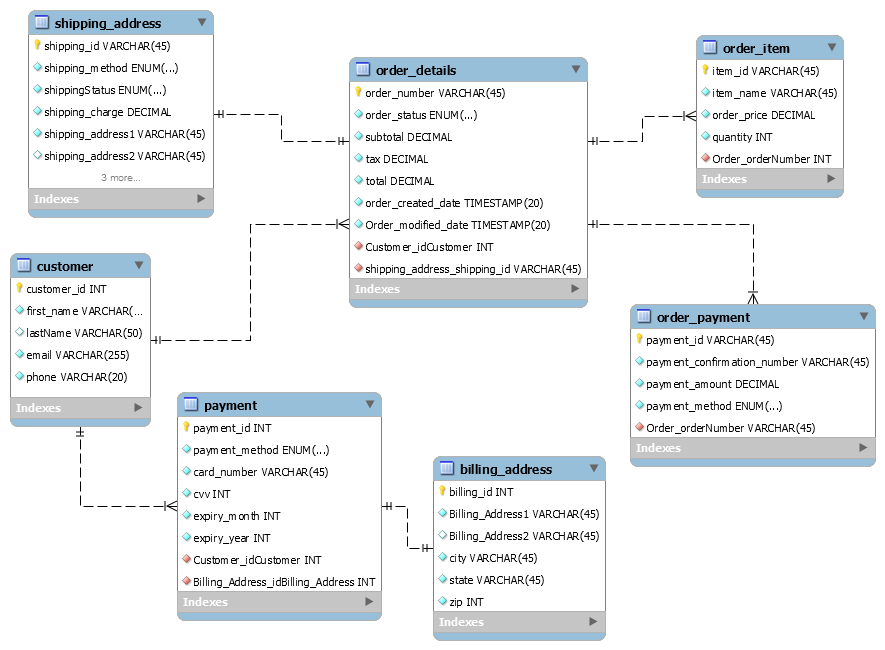 shipping_address
shipping_id VARCHAR(45)
shipping_method ENUM(...)
shippingStatus ENUM(...)
shipping_charge DECIMAL
shipping_address1 VARCHAR(45)
shipping_address2 VARCHAR(45)
3 more...
Indexes
order_details
order_number VARCHAR(45)
order_status ENUM(...)
subtotal DECIMAL
tax DECIMAL
total DECIMAL
order_created_date TIMESTAMP(20)
Order_modified_date TIMESTAMP(20)
Customer_idCustomer INT
shipping_address_shipping_id VARCHAR(45)
Indexes
order_item
item_id VARCHAR(45)
item_name VARCHAR(45)
order_price DECIMAL
quantity INT
Order_orderNumber INT
Indexes
customer
customer_id INT
first_name VARCHAR(...
lastName VARCHAR(50)
email VARCHAR(255)
phone VARCHAR(20)
Indexes
order_payment
payment_id VARCHAR(45)
payment_confirmation_number VARCHAR(45)
payment_amount DECIMAL
payment_method ENUM(...)
Order_orderNumber VARCHAR(45)
Indexes
payment
payment_id INT
payment_method ENUM(...)
card_number VARCHAR(45)
cvv INT
expiry_month INT
expiry_year INT
Customer_idCustomer INT
Billing_Address_idBilling_Address INT
Indexes
billing_address
billing_id INT
Billing_Address1 VARCHAR(45)
Billing_Address2 VARCHAR(45)
city VARCHAR(45)
state VARCHAR(45)
zip INT
Indexes